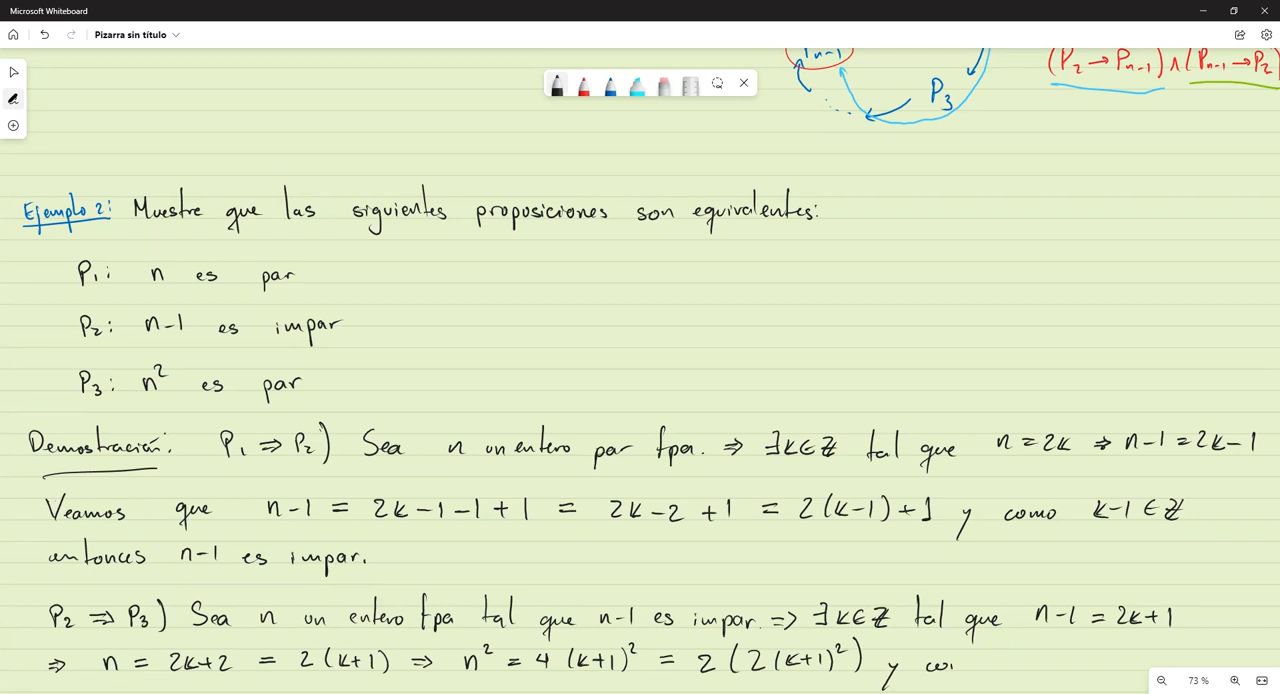 Microsoft Whiteboard
Pizarra sin título
(P₂ → Pₙ₋₁) ∧ (Pₙ₋₁ → P₂)
Pₙ₋₁
P₃
Ejemplo 2: Muestre que las siguientes proposiciones son equivalentes:
P₁: n es par
P₂: n-1 es impar
P₃: n² es par
Demostración: P₁ ⇒ P₂) Sea n un entero par fpa. ⇒ ∃k∈ℤ tal que n = 2k ⇒ n-1 = 2k-1
Veamos que n-1 = 2k-1-1+1 = 2k-2+1 = 2(k-1)+1 y como k-1 ∈ ℤ
entonces n-1 es impar.
P₂ ⇒ P₃) Sea n un entero fpa tal que n-1 es impar. => ∃k∈ℤ tal que n-1 = 2k+1
⇒ n = 2k+2 = 2(k+1) ⇒ n² = 4(k+1)² = 2(2(k+1)²) y co
73 %